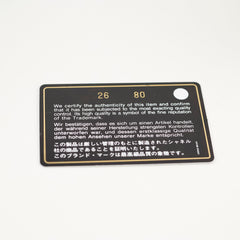 26 80
We certify the authenticity of this item and confirm
that it has been subjected to the most exacting quality
control. Its high quality is a symbol of the fine reputation
of the Trademark.
Wir bestätigen, dass es sich um einen Artikel handelt,
der während seiner Herstellung strengsten Kontrollen
unterworfen war, und dessen erstklassige Qualität
dem hohen Anspruch unserer Marke entspricht.
この製品は厳しい管理のもとに製造されたシャネル
社の製品であることを証明いたします。
このブランド・マークは最高級品質の象徴です。